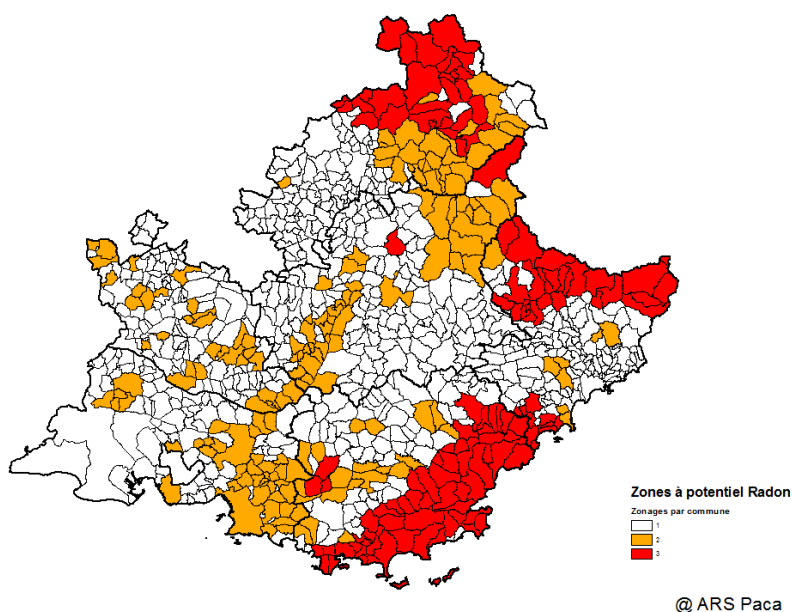 Zones à potentiel Radon
Zonages par commune
1
2
3
@ ARS Paca